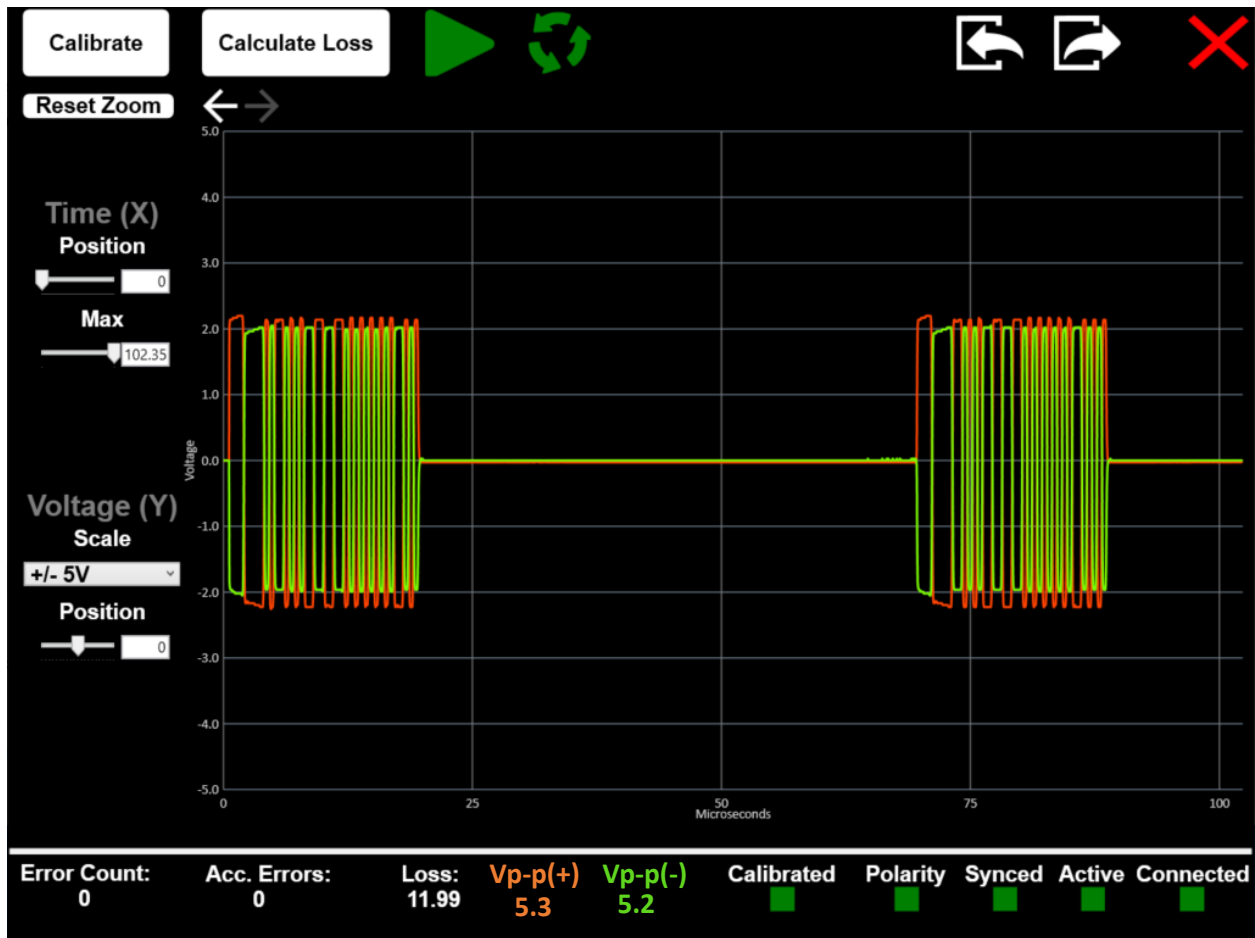 Calibrate
Calculate Loss
Reset Zoom
Time (X)
Position
0
Max
102.35
Voltage (Y)
Scale
+/- 5V
Position
0
5.0
4.0
3.0
2.0
1.0
0.0
-1.0
-2.0
-3.0
-4.0
-5.0
Voltage
0 25 50 75 100
Microseconds
Error Count: Acc. Errors: Loss: Vp-p(+) Vp-p(-) Calibrated Polarity Synced Active Connected
0 0 11.99 5.3 5.2